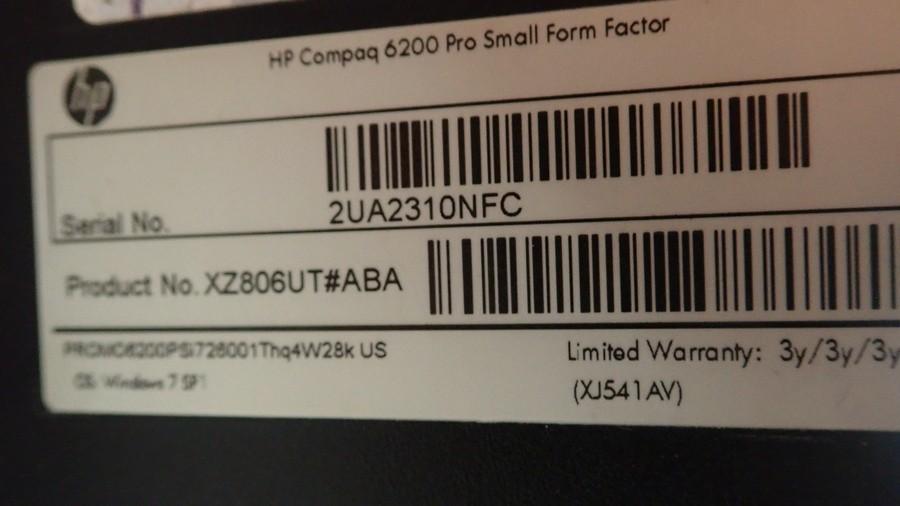 HP Compaq 6200 Pro Small Form Factor
hp
Serial No. 2UA2310NFC
Product No. XZ806UT#ABA
PROMO6200PSi726001Thq4W28k US
Limited Warranty: 3y/3y/3y
OS: Windows 7 SP1
(XJ541AV)